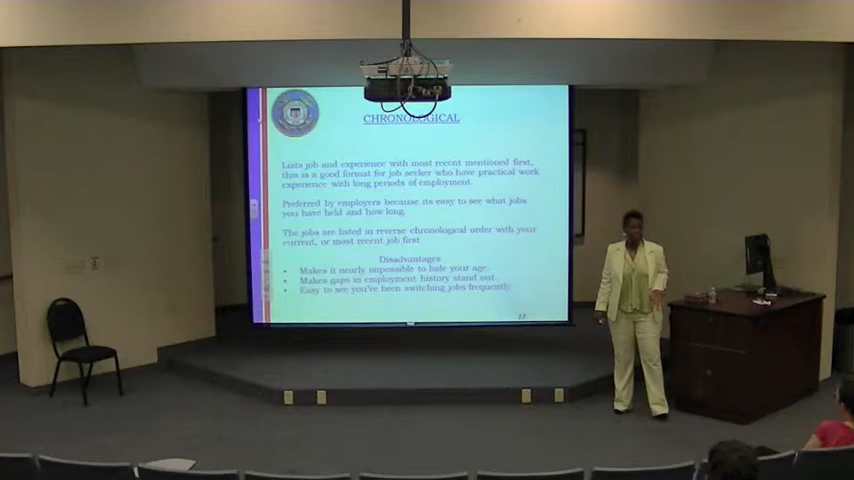 CHRONOLOGICAL
Lists job and experience with most recent mentioned first,
this is a good format for job seeker who have practical work
experience with long periods of employment
Preferred by employers because its easy to see what jobs
you have held and how long.
The jobs are listed in reverse chronological order with your
current, or most recent job first
Disadvantages
• Makes it nearly impossible to hide your age.
• Makes gaps in employment history stand out.
• Easy to see you've been switching jobs frequently
11